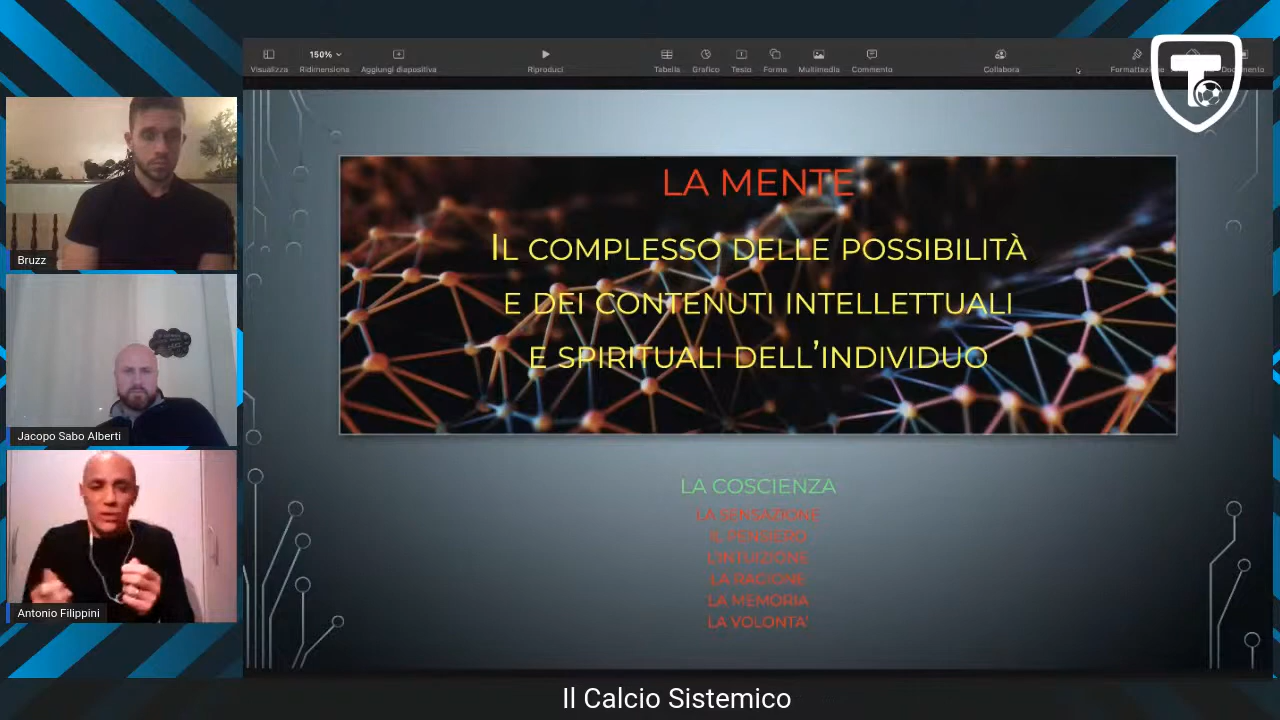 Visualizza
150%
Ridimensiona
Aggiungi diapositiva
Riproduci
Tabella
Grafico
Testo
Forma
Multimedia
Commento
Collabora
T
LA MENTE
IL COMPLESSO DELLE POSSIBILITÀ
E DEI CONTENUTI INTELLETTUALI
E SPIRITUALI DELL'INDIVIDUO
LA COSCIENZA
LA SENSAZIONE
IL PENSIERO
L'INTUIZIONE
LA RAGIONE
LA MEMORIA
LA VOLONTA'
Bruzz
Jacopo Sabo Alberti
Antonio Filippini
Il Calcio Sistemico